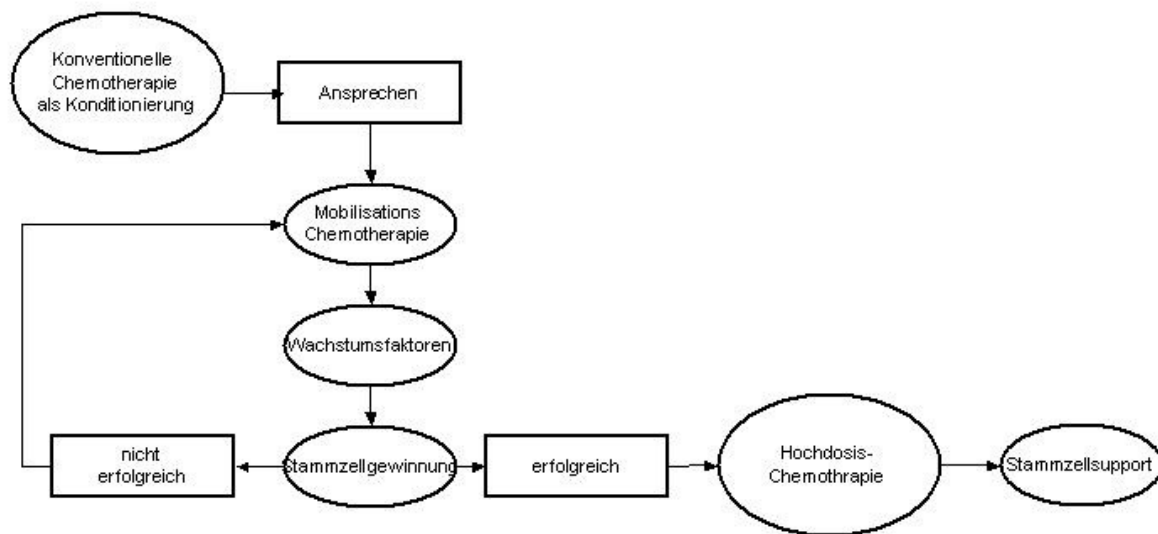 Konventionelle
Chemotherapie
als Konditionierung
Ansprechen
Mobilisations
Chemotherapie
Wachstumsfaktoren
Stammzellgewinnung
nicht
erfolgreich
erfolgreich
Hochdosis-
Chemothrapie
Stammzellsupport